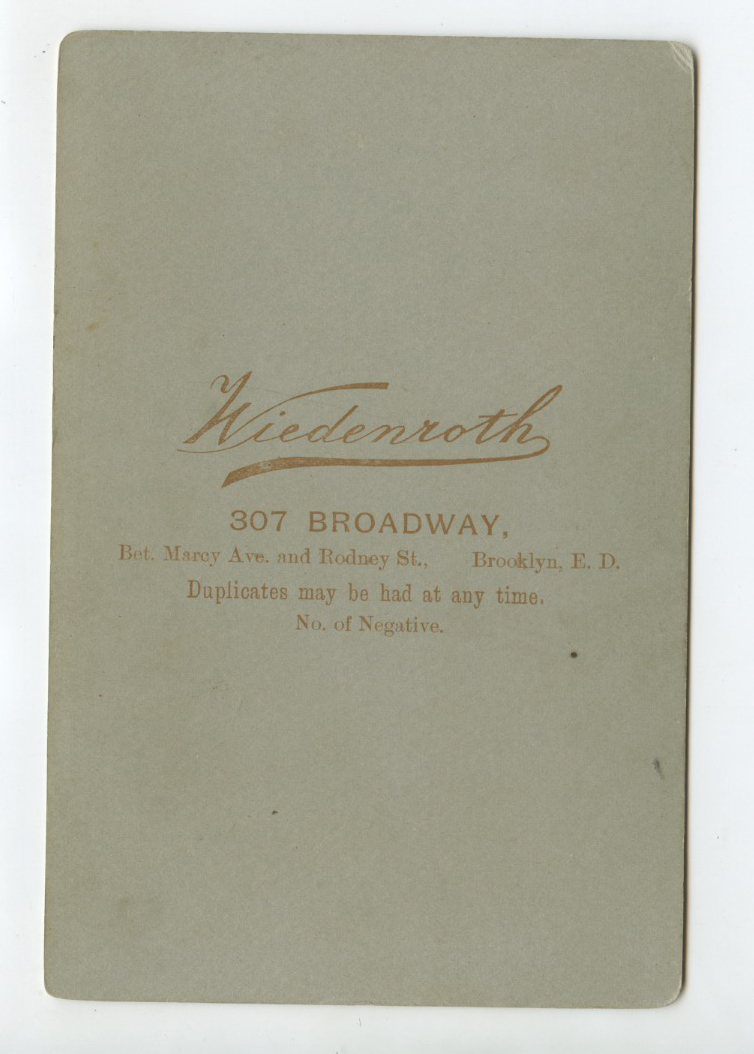 Wiedenroth
307 BROADWAY,
Bet. Marcy Ave. and Rodney St., Brooklyn, E. D.
Duplicates may be had at any time.
No. of Negative.